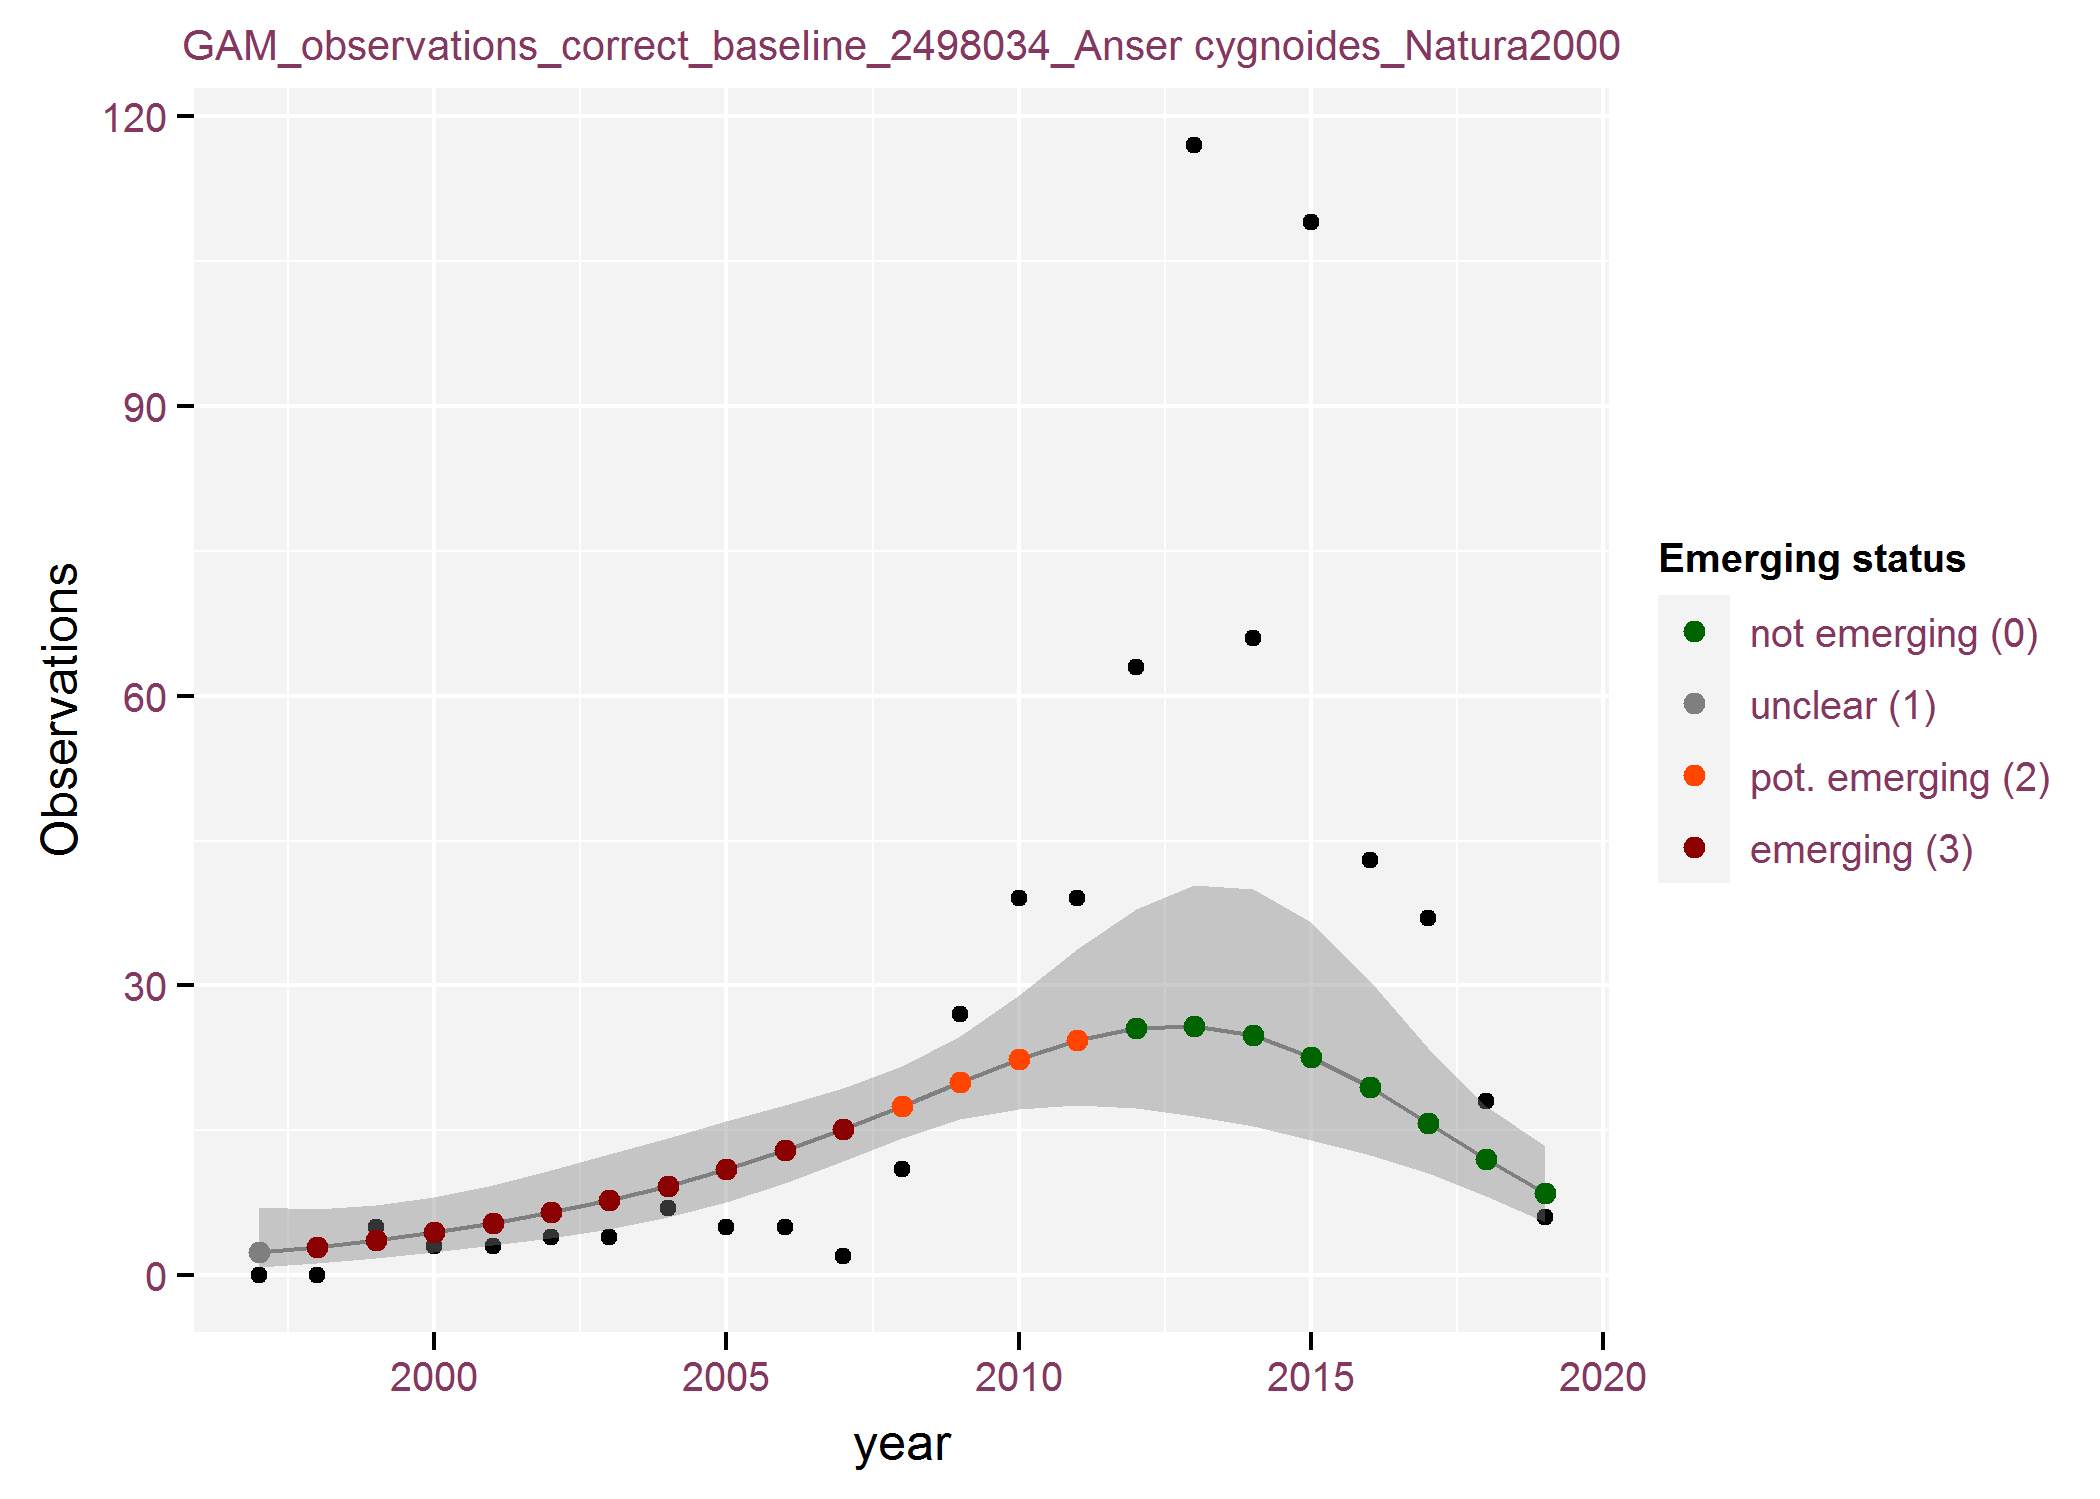 GAM_observations_correct_baseline_2498034_Anser cygnoides_Natura2000
120
90
60
30
0
Observations
2000
2005
2010
2015
2020
year
Emerging status
not emerging (0)
unclear (1)
pot. emerging (2)
emerging (3)